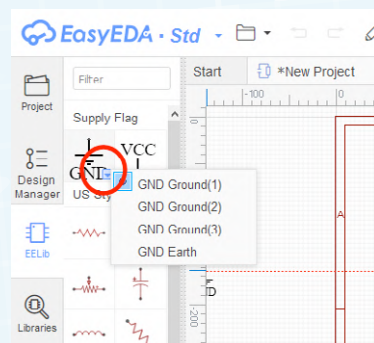 EasyEDA · Std
Start
*New Project
Project
Filter
Supply Flag
VCC
GND
US Sty
Design
Manager
EELib
Libraries
GND Ground(1)
GND Ground(2)
GND Ground(3)
GND Earth
-100
0
0
A
D
-200